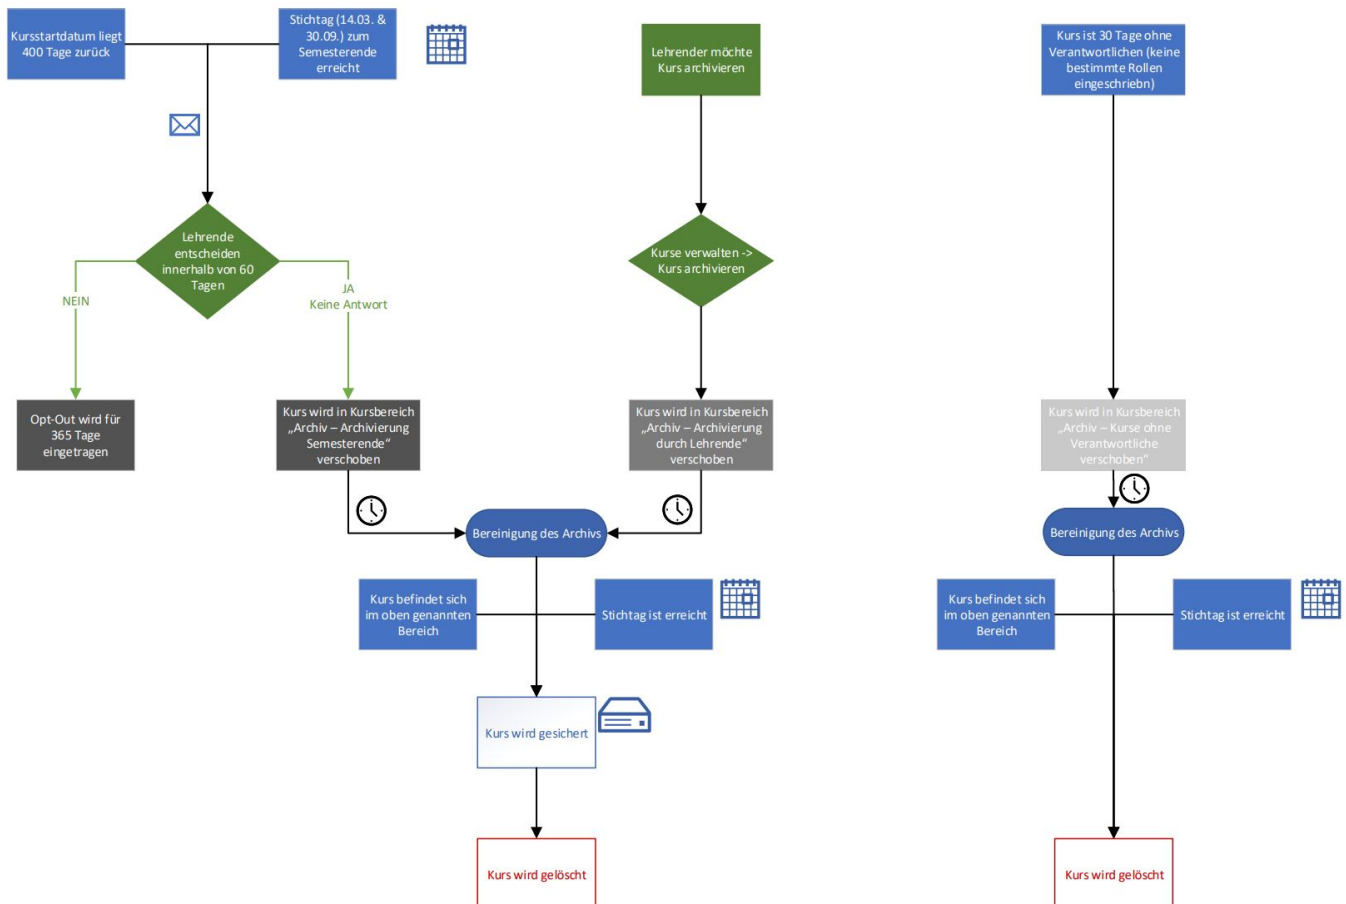 Kursstartdatum liegt
400 Tage zurück
Stichtag (14.03. &
30.09.) zum
Semesterende
erreicht
Lehrender möchte
Kurs archivieren
Kurs ist 30 Tage ohne
Verantwortlichen (keine
bestimmte Rollen
eingeschriebn)
Lehrende
entscheiden
innerhalb von 60
Tagen
Kurse verwalten ->
Kurs archivieren
NEIN
JA
Keine Antwort
Opt-Out wird für
365 Tage
eingetragen
Kurs wird in Kursbereich
„Archiv – Archivierung
Semesterende“
verschoben
Kurs wird in Kursbereich
„Archiv – Archivierung
durch Lehrende“
verschoben
Kurs wird in Kursbereich
„Archiv – Kurse ohne
Verantwortliche
verschoben“
Bereinigung des Archivs
Bereinigung des Archivs
Kurs befindet sich
im oben genannten
Bereich
Stichtag ist erreicht
Kurs befindet sich
im oben genannten
Bereich
Stichtag ist erreicht
Kurs wird gesichert
Kurs wird gelöscht
Kurs wird gelöscht